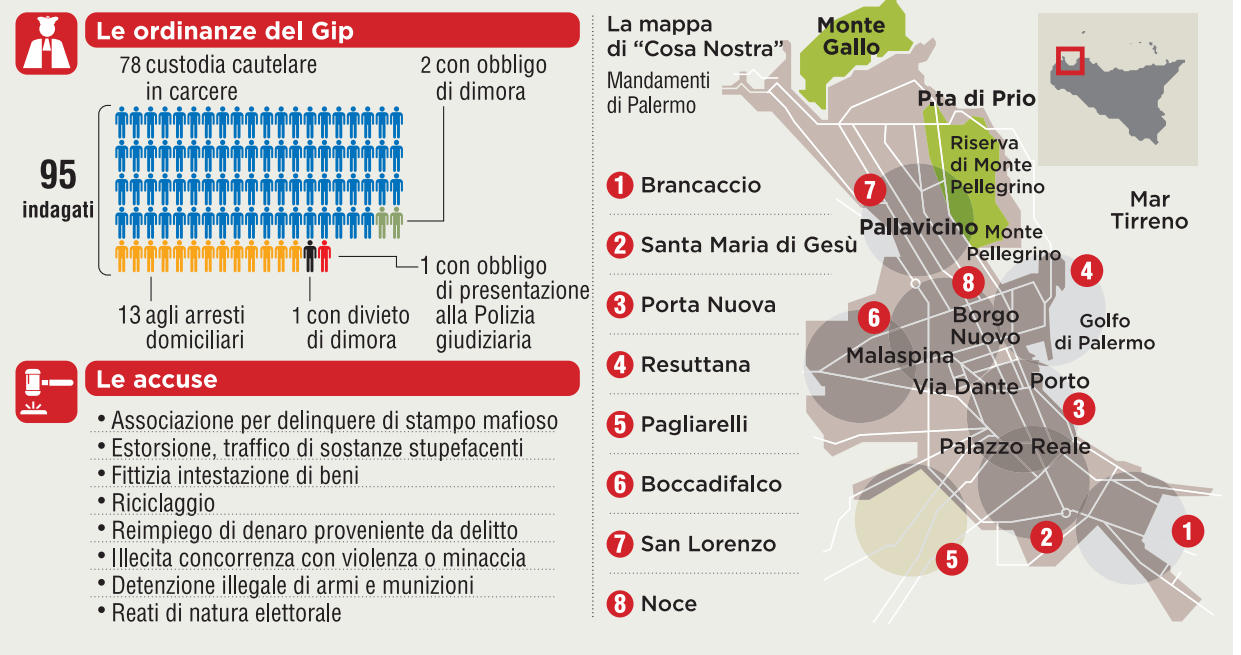 Le ordinanze del Gip
78 custodia cautelare
in carcere
2 con obbligo
di dimora
95
indagati
13 agli arresti
domiciliari
1 con divieto
di dimora
1 con obbligo
di presentazione
alla Polizia
giudiziaria
Le accuse
• Associazione per delinquere di stampo mafioso
• Estorsione, traffico di sostanze stupefacenti
• Fittizia intestazione di beni
• Riciclaggio
• Reimpiego di denaro proveniente da delitto
• Illecita concorrenza con violenza o minaccia
• Detenzione illegale di armi e munizioni
• Reati di natura elettorale
La mappa
di “Cosa Nostra”
Mandamenti
di Palermo
1 Brancaccio
2 Santa Maria di Gesù
3 Porta Nuova
4 Resuttana
5 Pagliarelli
6 Boccadifalco
7 San Lorenzo
8 Noce
Monte
Gallo
P.ta di Prio
Riserva
di Monte
Pellegrino
Mar
Tirreno
7
Pallavicino
Monte
Pellegrino
4
8
6
Borgo
Nuovo
Golfo
di Palermo
Malaspina
Via Dante
Porto
3
Palazzo Reale
1
2
5